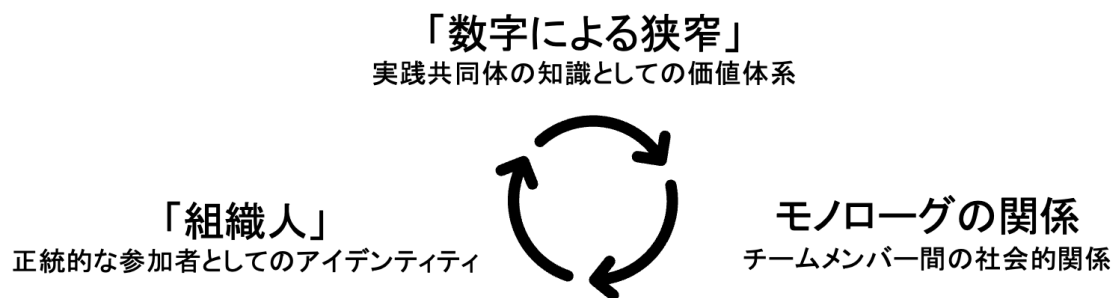 「数字による狭窄」
実践共同体の知識としての価値体系
「組織人」
正統的な参加者としてのアイデンティティ
モノローグの関係
チームメンバー間の社会的関係